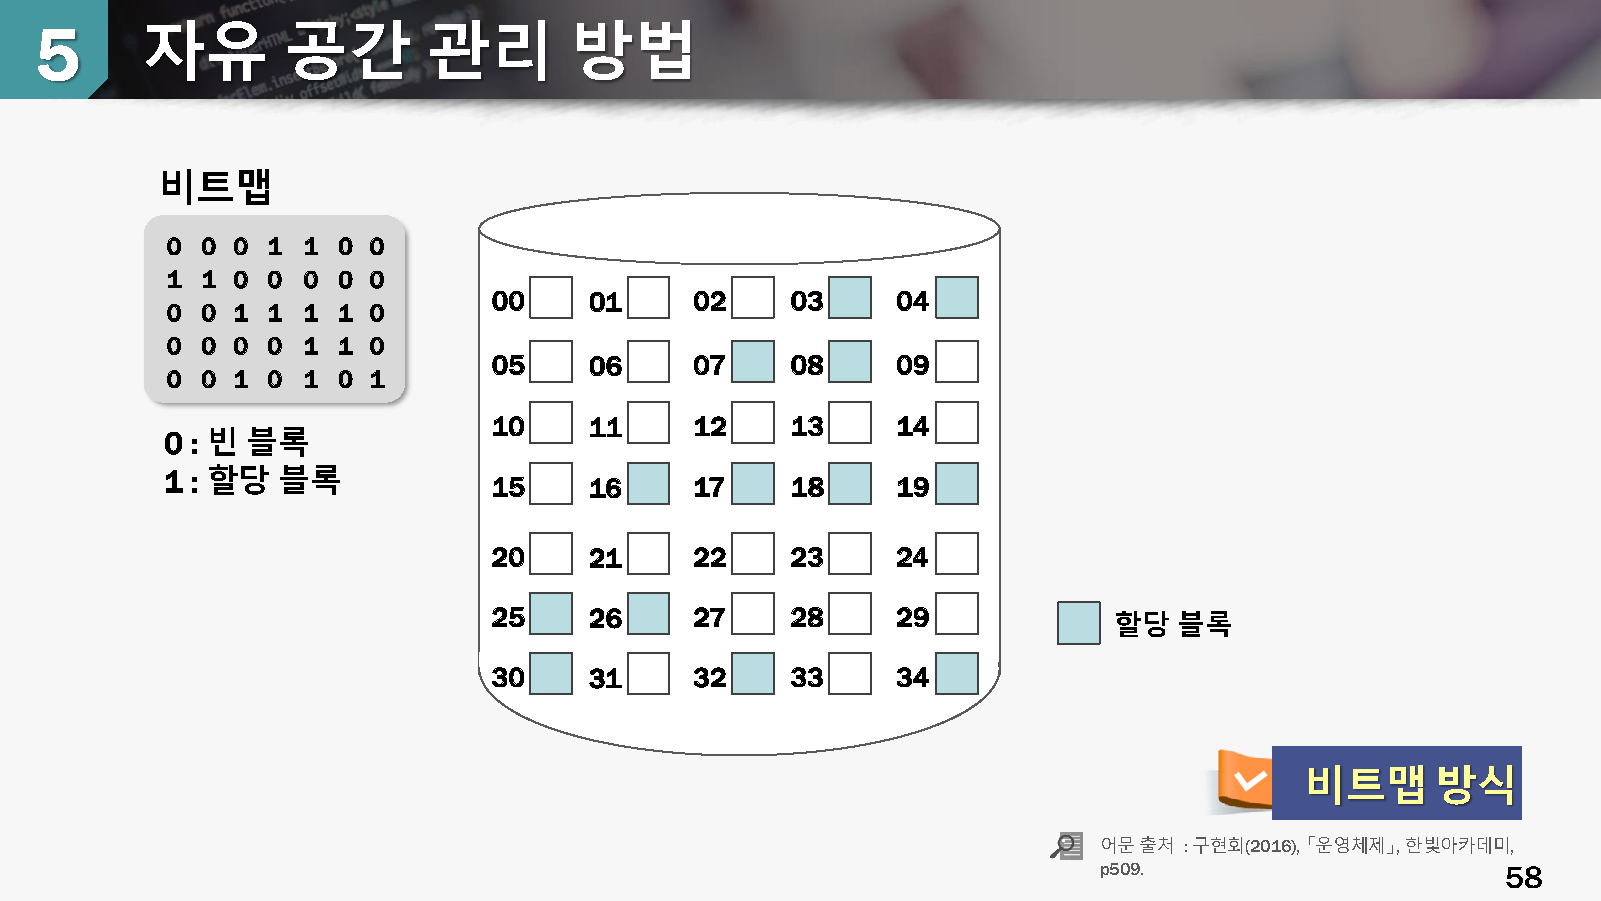 5 자유 공간 관리 방법
비트맵
0 0 0 1 1 0 0
1 1 0 0 0 0 0
0 0 1 1 1 1 0
0 0 0 0 1 1 0
0 0 1 0 1 0 1
0 : 빈 블록
1 : 할당 블록
00 01 02 03 04
05 06 07 08 09
10 11 12 13 14
15 16 17 18 19
20 21 22 23 24
25 26 27 28 29
30 31 32 33 34
할당 블록
비트맵 방식
어문 출처 : 구현회(2016), 「운영체제」, 한빛아카데미,
p509.
58